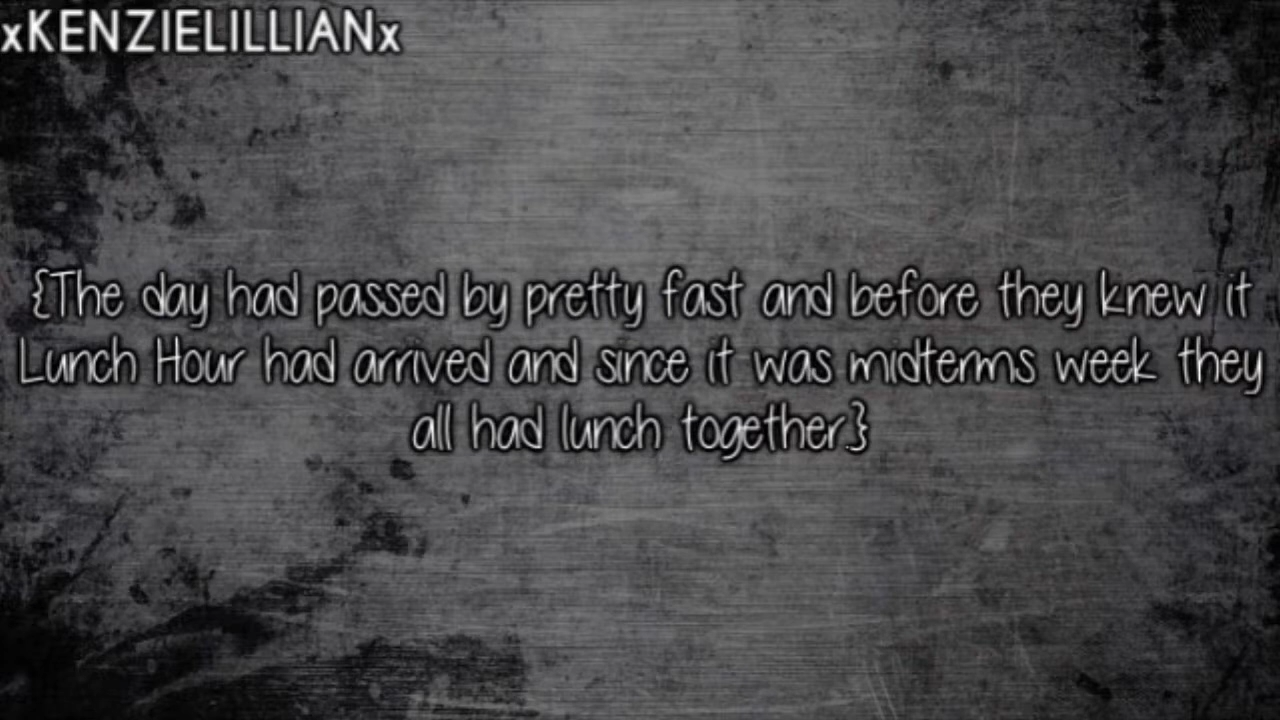 xKENZIELILLIANx
{The day had passed by pretty fast and before they knew it
Lunch Hour had arrived and since it was midterms week they
all had lunch together.}